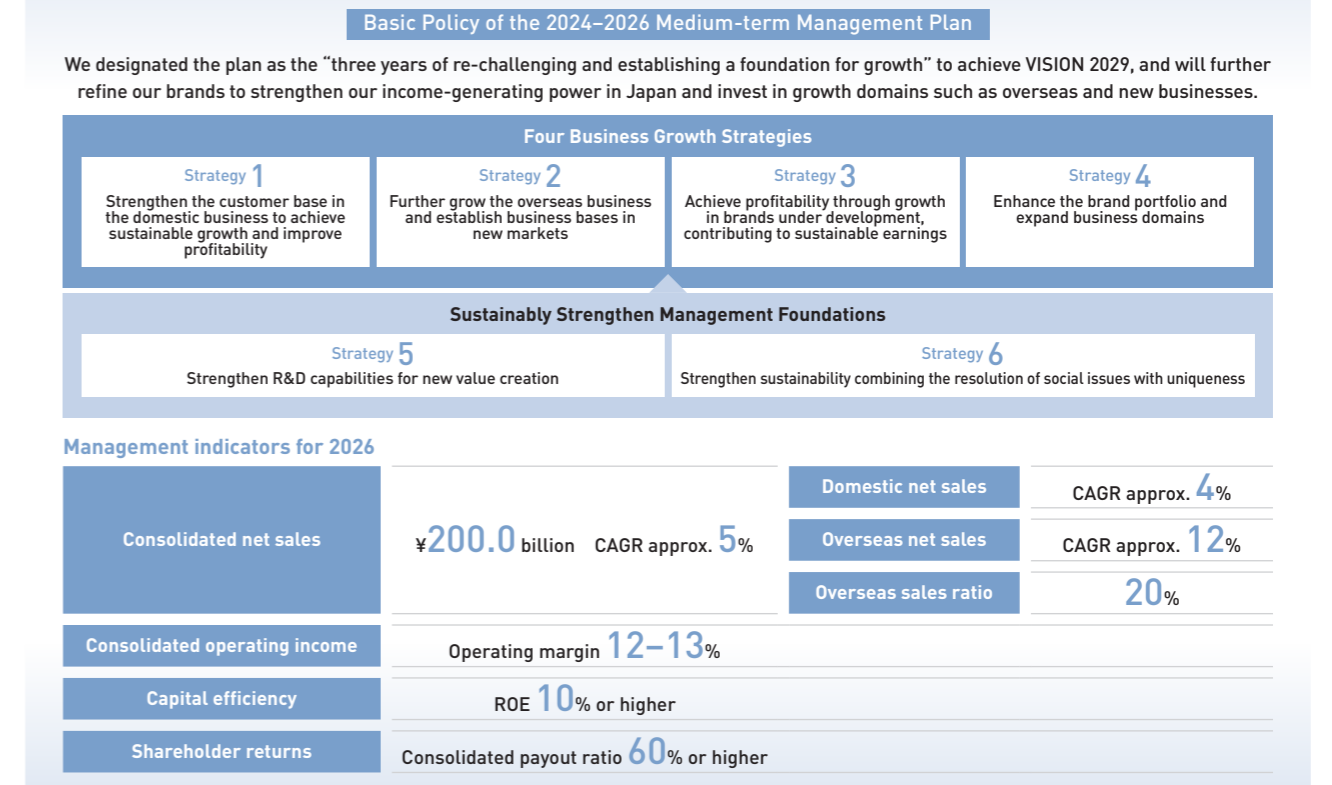 Basic Policy of the 2024–2026 Medium-term Management Plan
We designated the plan as the “three years of re-challenging and establishing a foundation for growth” to achieve VISION 2029, and will further
refine our brands to strengthen our income-generating power in Japan and invest in growth domains such as overseas and new businesses.
Four Business Growth Strategies
Strategy 1
Strengthen the customer base in
the domestic business to achieve
sustainable growth and improve
profitability
Strategy 2
Further grow the overseas business
and establish business bases in
new markets
Strategy 3
Achieve profitability through growth
in brands under development,
contributing to sustainable earnings
Strategy 4
Enhance the brand portfolio and
expand business domains
Sustainably Strengthen Management Foundations
Strategy 5
Strengthen R&D capabilities for new value creation
Strategy 6
Strengthen sustainability combining the resolution of social issues with uniqueness
Management indicators for 2026
Consolidated net sales
¥200.0 billion CAGR approx. 5%
Domestic net sales
CAGR approx. 4%
Overseas net sales
CAGR approx. 12%
Overseas sales ratio
20%
Consolidated operating income
Operating margin 12–13%
Capital efficiency
ROE 10% or higher
Shareholder returns
Consolidated payout ratio 60% or higher